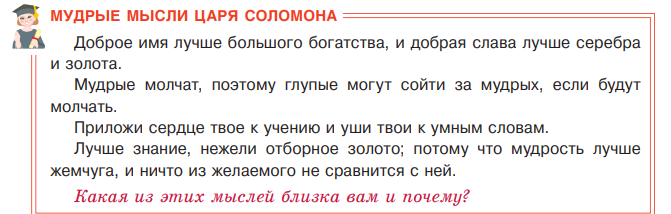 МУДРЫЕ МЫСЛИ ЦАРЯ СОЛОМОНА
Доброе имя лучше большого богатства, и добрая слава лучше серебра
и золота.
Мудрые молчат, поэтому глупые могут сойти за мудрых, если будут
молчать.
Приложи сердце твое к учению и уши твои к умным словам.
Лучше знание, нежели отборное золото; потому что мудрость лучше
жемчуга, и ничто из желаемого не сравнится с ней.
Какая из этих мыслей близка вам и почему?